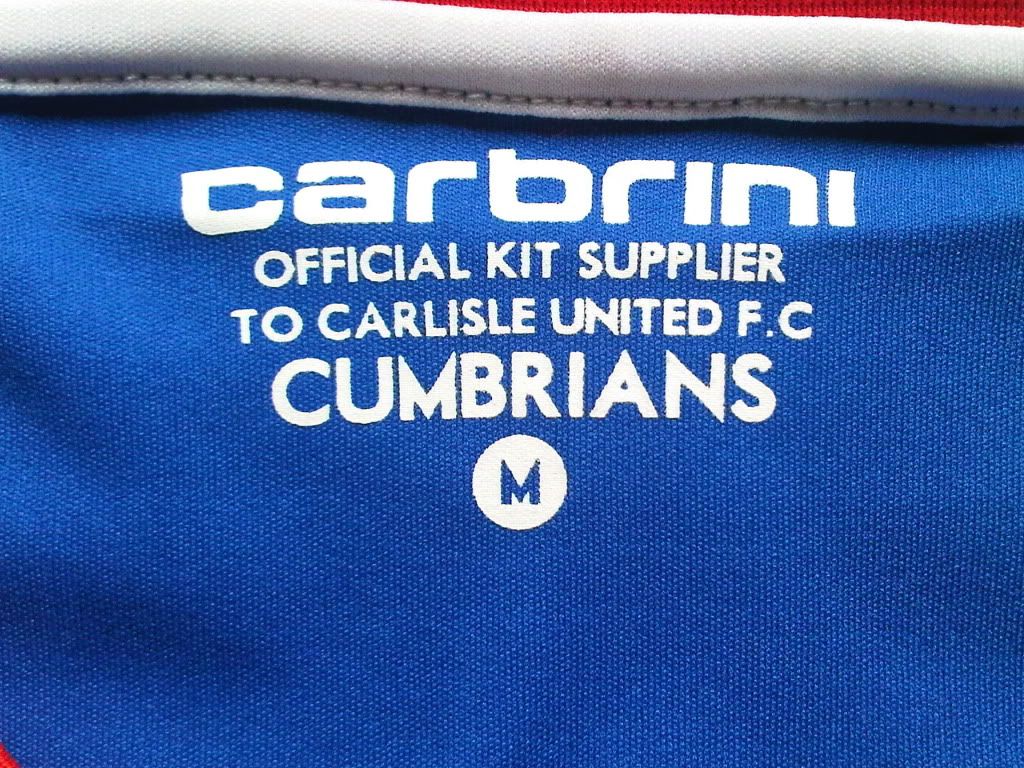 carbrini
OFFICIAL KIT SUPPLIER
TO CARLISLE UNITED F.C
CUMBRIANS
M